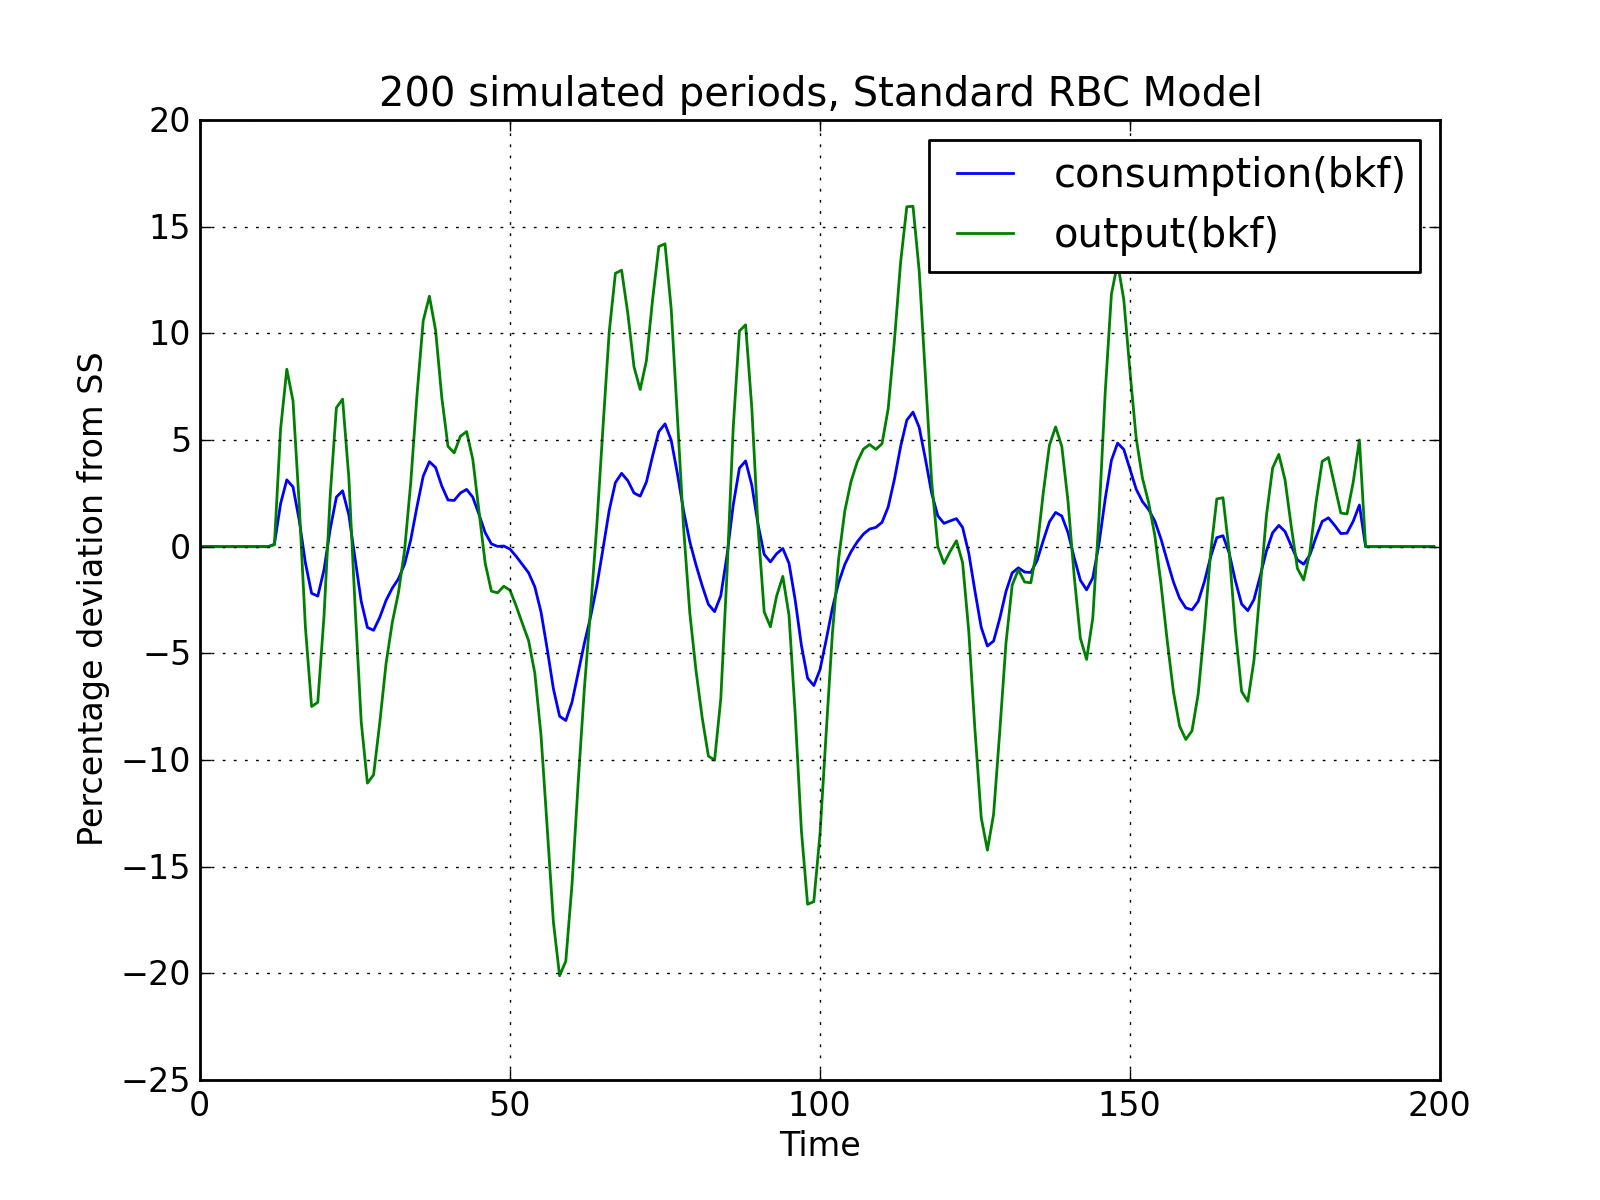 200 simulated periods, Standard RBC Model
consumption(bkf)
output(bkf)
Percentage deviation from SS
20
15
10
5
0
−5
−10
−15
−20
−25
0 50 100 150 200
Time